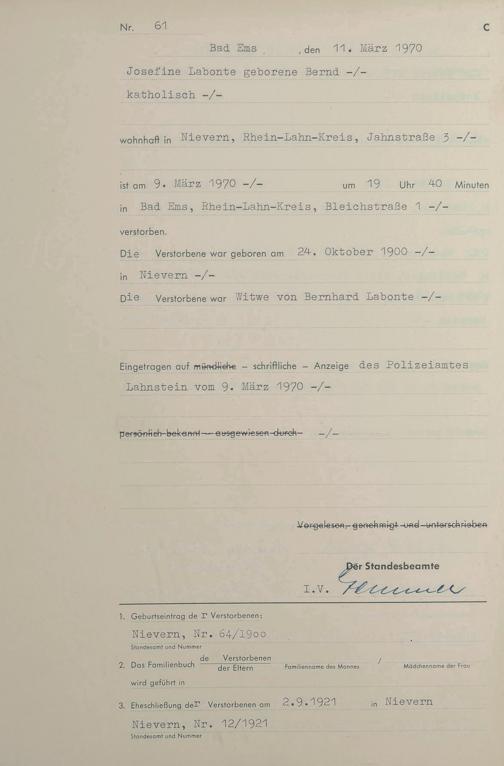 Nr. 61 C
Bad Ems , den 11. März 1970
Josefine Labonte geborene Bernd -/-
katholisch -/-
wohnhaft in Nievern, Rhein-Lahn-Kreis, Jahnstraße 3 -/-
ist am 9. März 1970 -/- um 19 Uhr 40 Minuten
in Bad Ems, Rhein-Lahn-Kreis, Bleichstraße 1 -/-
verstorben.
Die Verstorbene war geboren am 24. Oktober 1900 -/-
in Nievern -/-
Die Verstorbene war Witwe von Bernhard Labonte -/-
Eingetragen auf mündliche – schriftliche – Anzeige des Polizeiamtes
Lahnstein vom 9. März 1970 -/-
persönlich bekannt – ausgewiesen durch -/-
Vorgelesen, genehmigt und unterschrieben
Der Standesbeamte
I.V.
1. Geburtseintrag der Verstorbenen:
Nievern, Nr. 64/1900
Standesamt und Nummer
2. Das Familienbuch de Verstorbenen / der Eltern / Familienname des Mannes Mädchenname der Frau
wird geführt in
3. Eheschließung der Verstorbenen am 2.9.1921 in Nievern
Nievern, Nr. 12/1921
Standesamt und Nummer